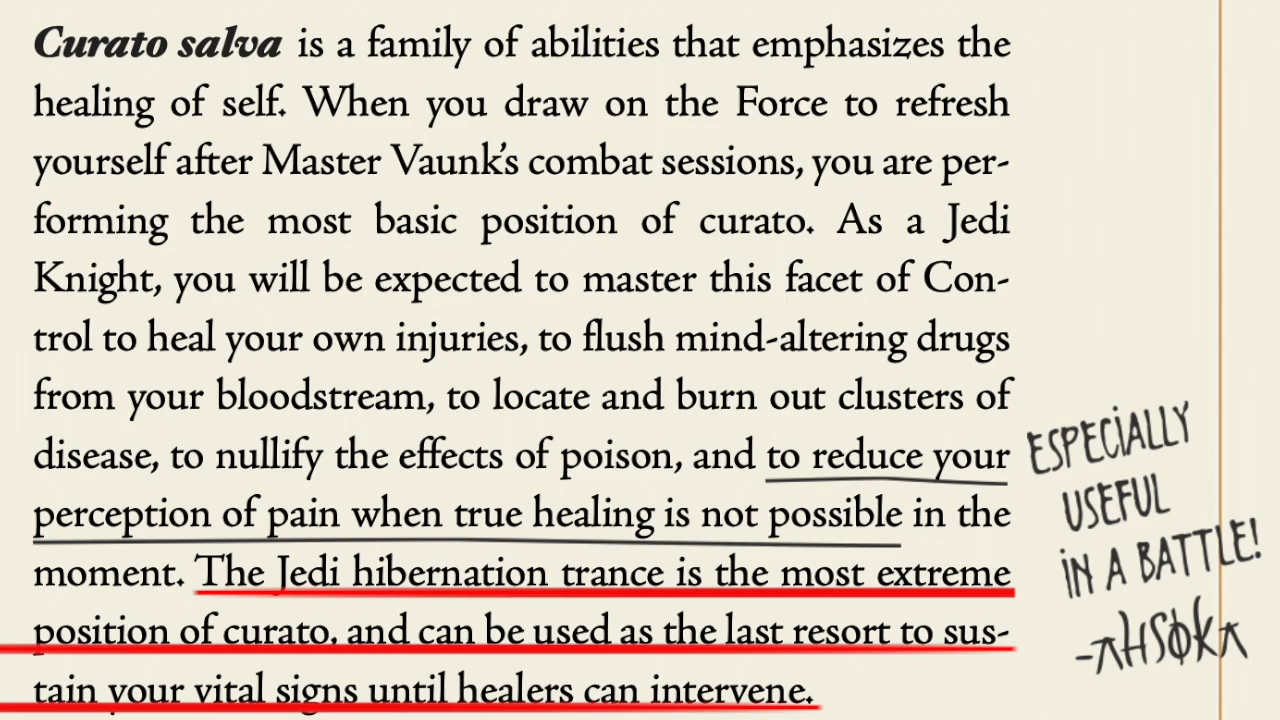 Curato salva is a family of abilities that emphasizes the
healing of self. When you draw on the Force to refresh
yourself after Master Vaunk's combat sessions, you are per-
forming the most basic position of curato. As a Jedi
Knight, you will be expected to master this facet of Con-
trol to heal your own injuries, to flush mind-altering drugs
from your bloodstream, to locate and burn out clusters of
disease, to nullify the effects of poison, and to reduce your
perception of pain when true healing is not possible in the
moment. The Jedi hibernation trance is the most extreme
position of curato, and can be used as the last resort to sus-
tain your vital signs until healers can intervene.
ESPECIALLY
USEFUL
IN A BATTLE!
-AHSOKA